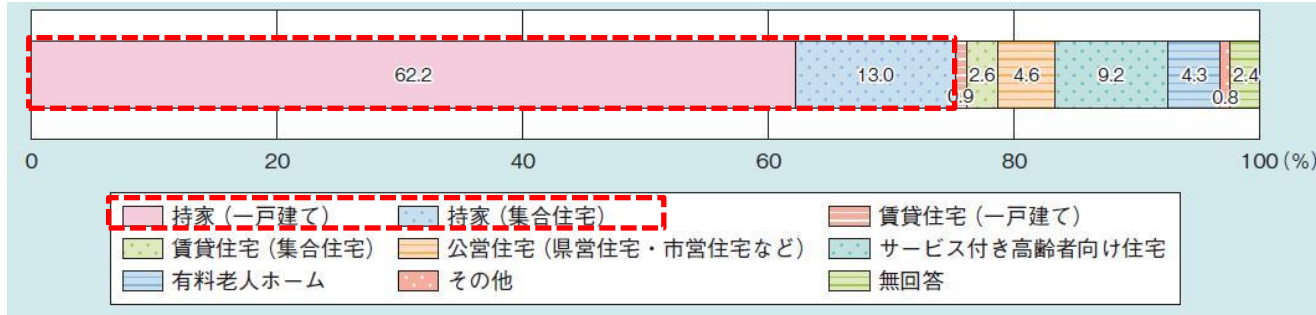 62.2 13.0 0.9 2.6 4.6 9.2 4.3 0.8 2.4
0 20 40 60 80 100 (%)
持家(一戸建て) 持家(集合住宅) 賃貸住宅(一戸建て)
賃貸住宅(集合住宅) 公営住宅(県営住宅・市営住宅など) サービス付き高齢者向け住宅
有料老人ホーム その他 無回答